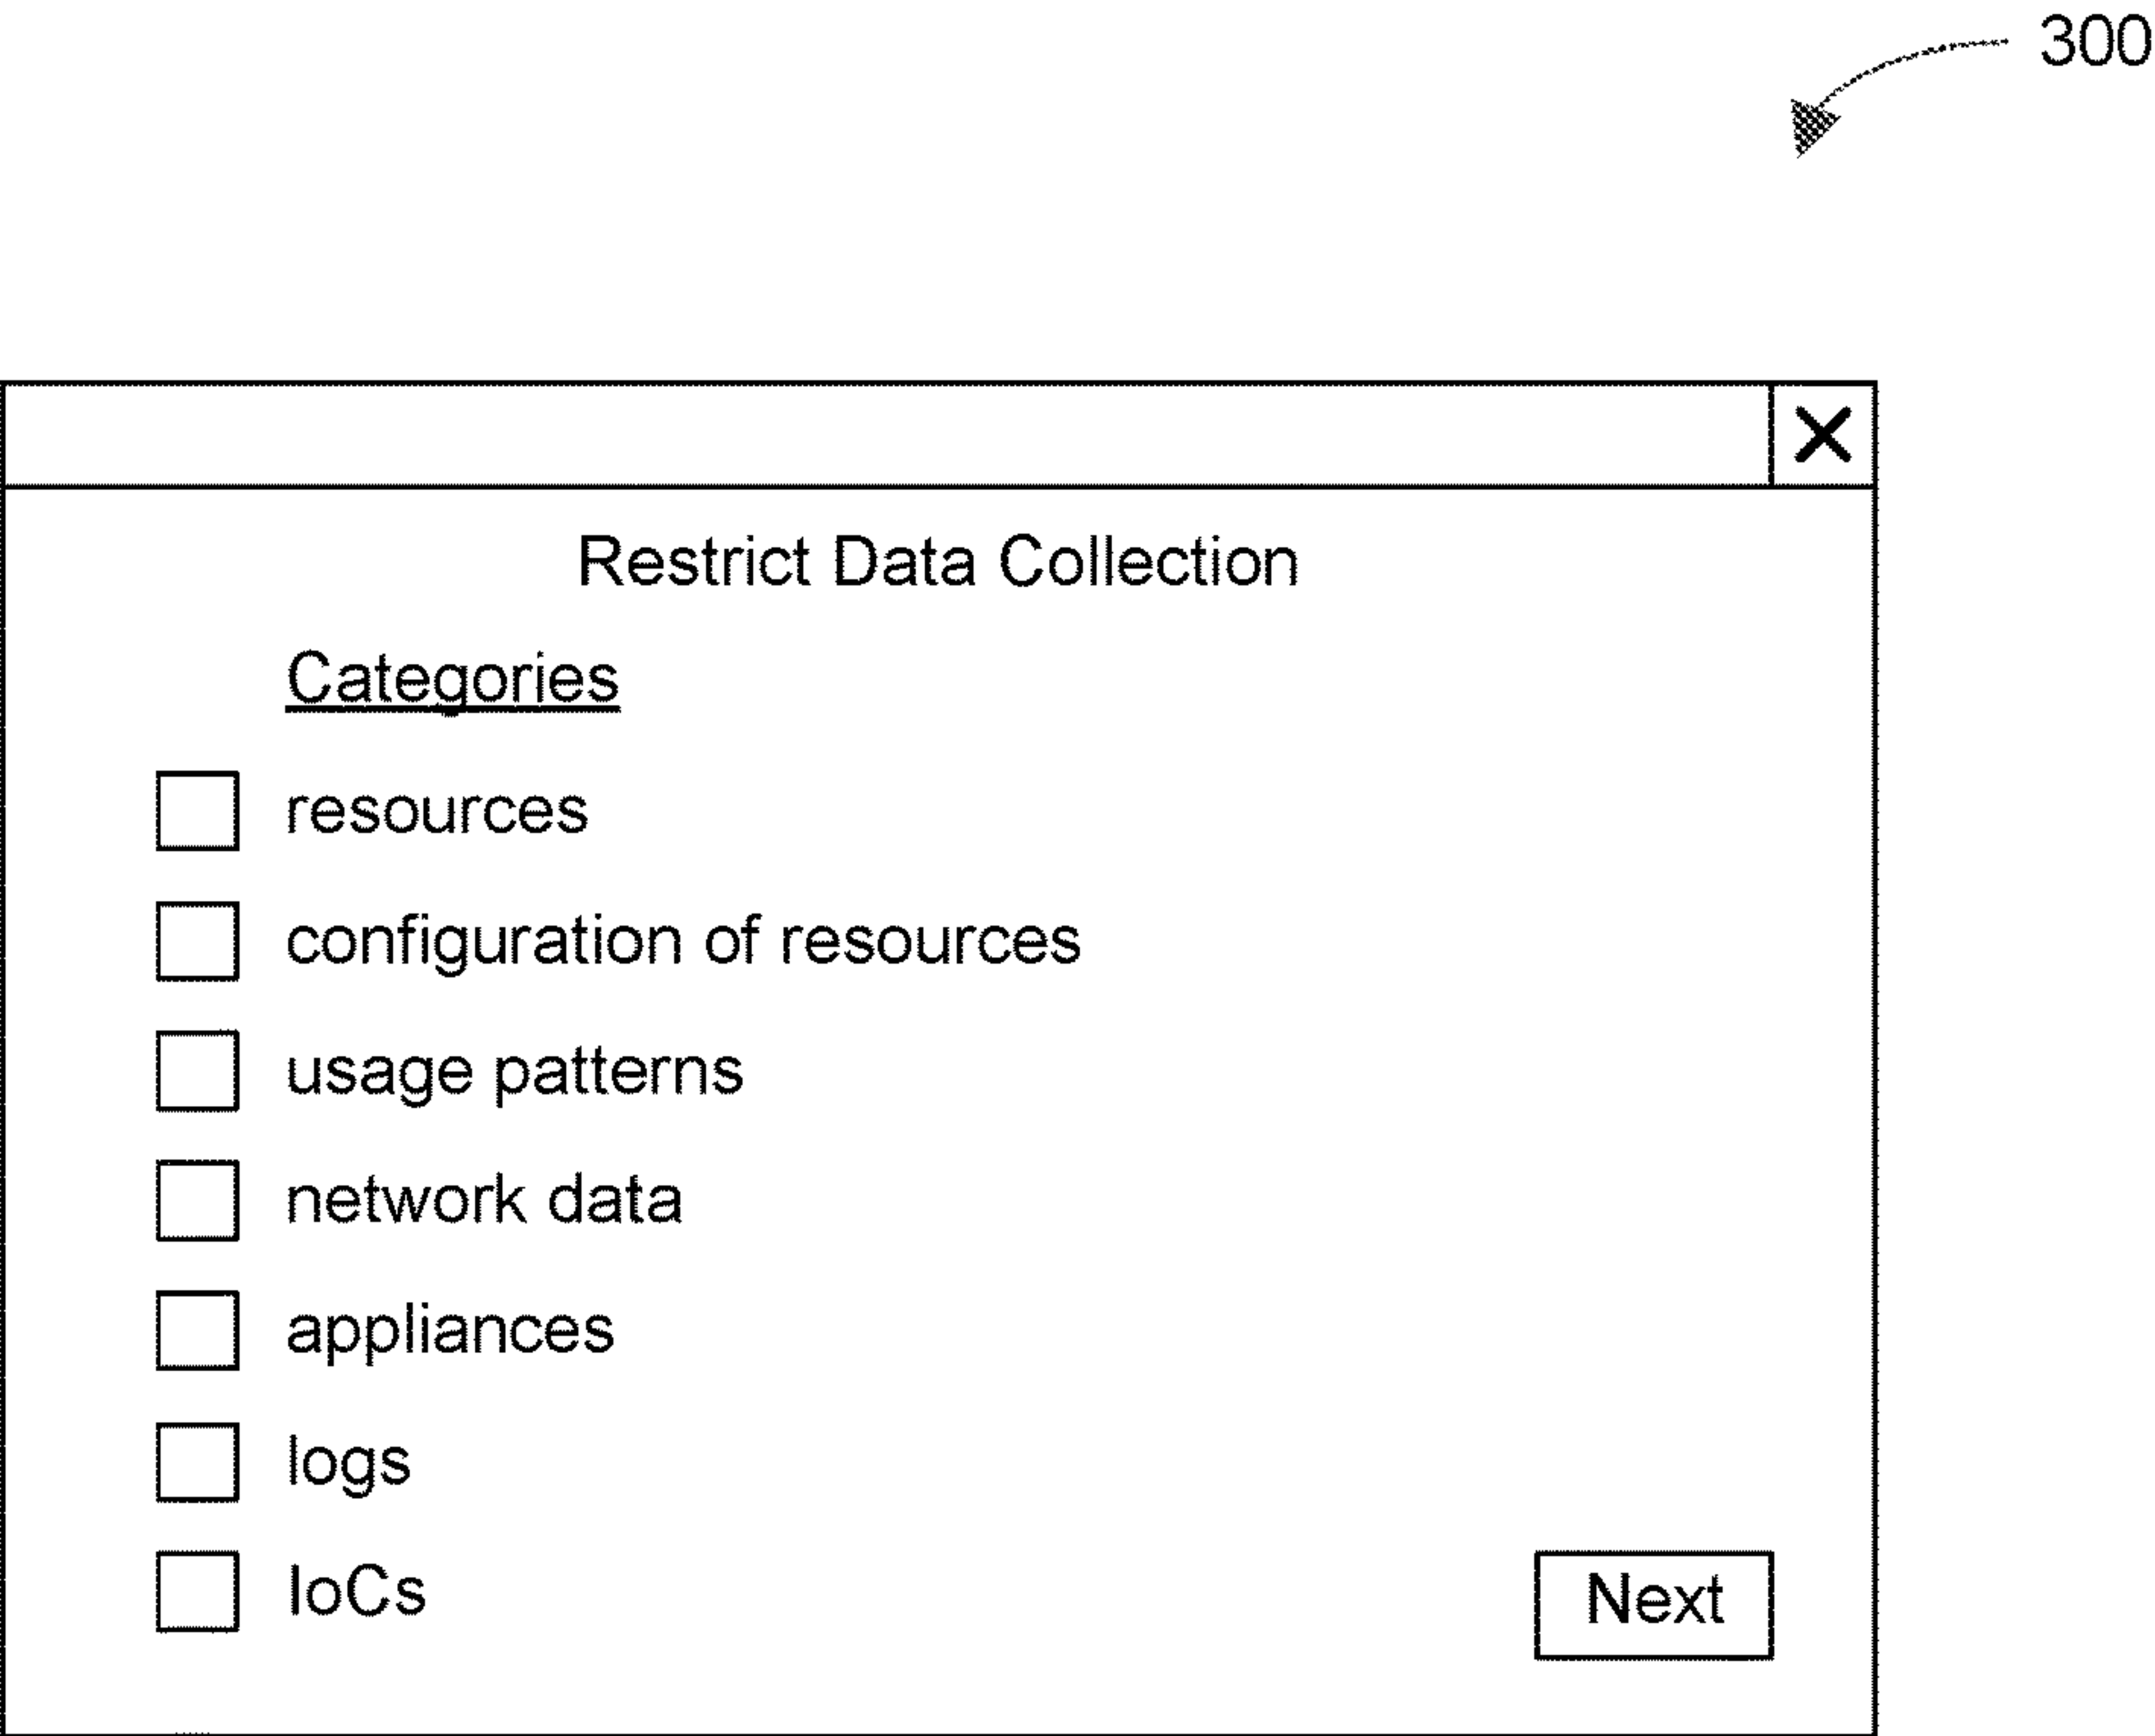 300
Restrict Data Collection
Categories
resources
configuration of resources
usage patterns
network data
appliances
logs
IoCs
Next